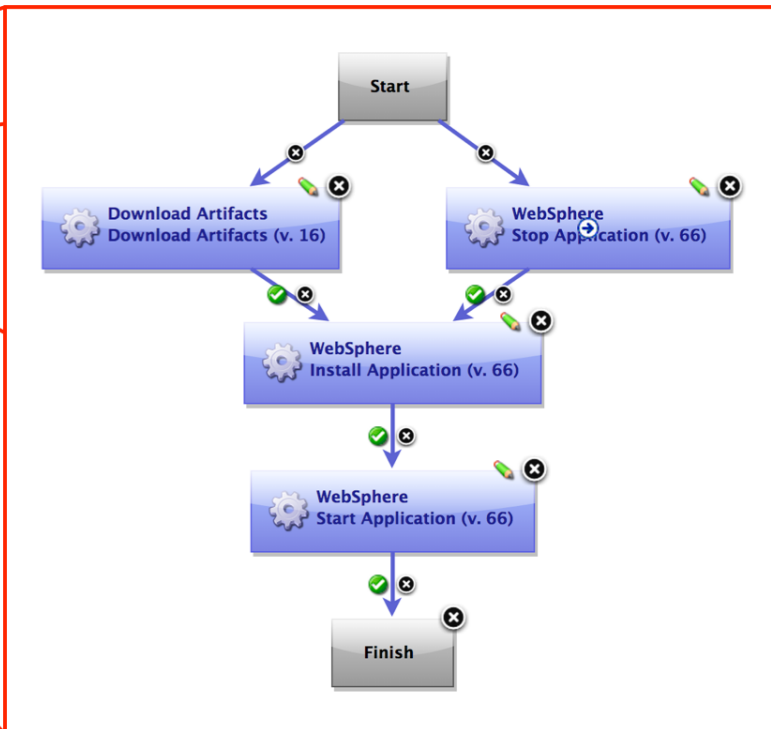 Start
Download Artifacts
Download Artifacts (v. 16)
WebSphere
Stop Application (v. 66)
WebSphere
Install Application (v. 66)
WebSphere
Start Application (v. 66)
Finish